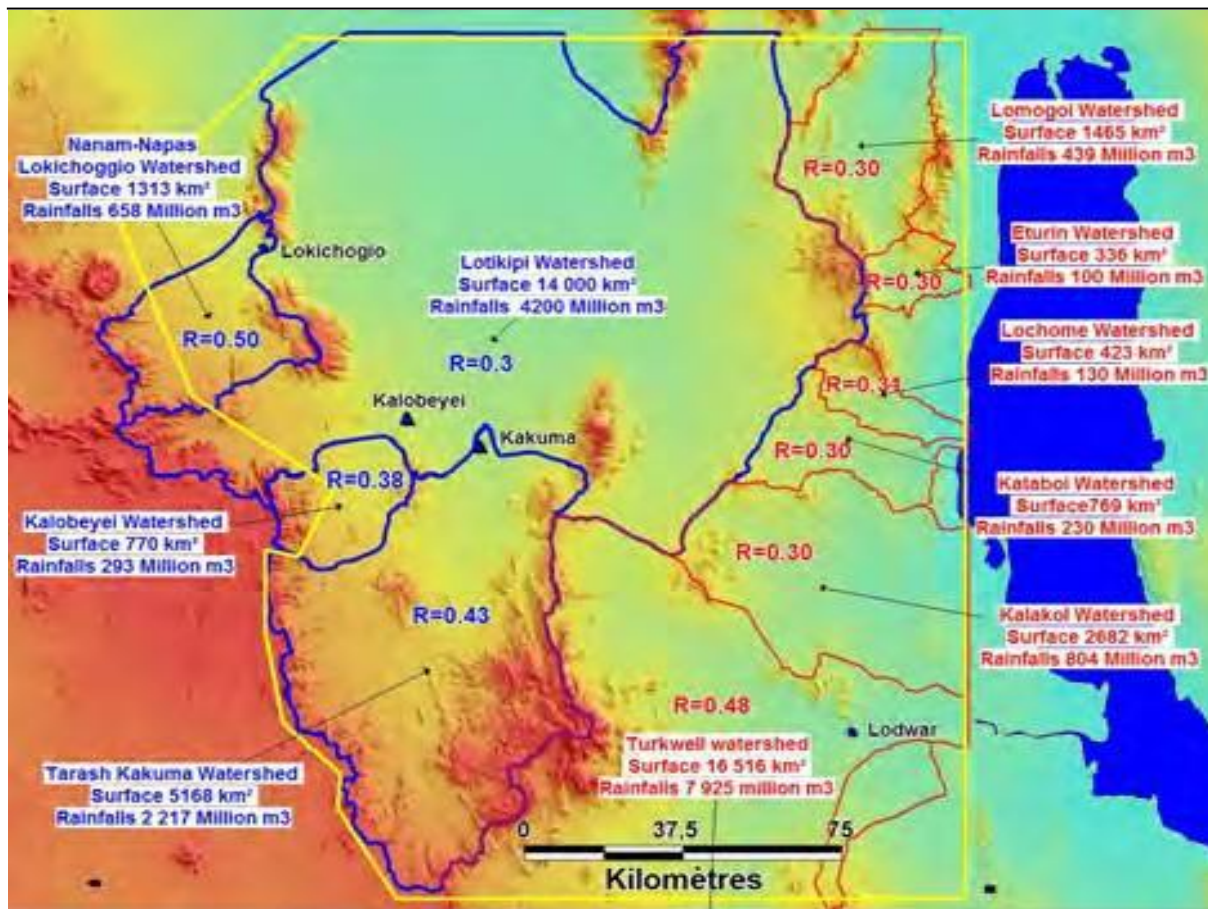 Nanam-Napas
Lokichoggio Watershed
Surface 1313 km²
Rainfalls 658 Million m3
Lokichogio
R=0.50
Lotikipi Watershed
Surface 14 000 km²
Rainfalls 4200 Million m3
R=0.3
Kalobeyei
Kakuma
R=0.38
Kalobeyei Watershed
Surface 770 km²
Rainfalls 293 Million m3
R=0.43
Tarash Kakuma Watershed
Surface 5168 km²
Rainfalls 2 217 Million m3
Lomogol Watershed
Surface 1465 km²
Rainfalls 439 Million m3
R=0.30
Eturin Watershed
Surface 336 km²
Rainfalls 100 Million m3
R=0.30
Lochome Watershed
Surface 423 km²
Rainfalls 130 Million m3
R=0.31
R=0.30
Kataboi Watershed
Surface769 km²
Rainfalls 230 Million m3
R=0.30
Kalakol Watershed
Surface 2682 km²
Rainfalls 804 Million m3
R=0.48
Lodwar
Turkwell watershed
Surface 16 516 km²
Rainfalls 7 925 million m3
0 37,5 75
Kilomètres